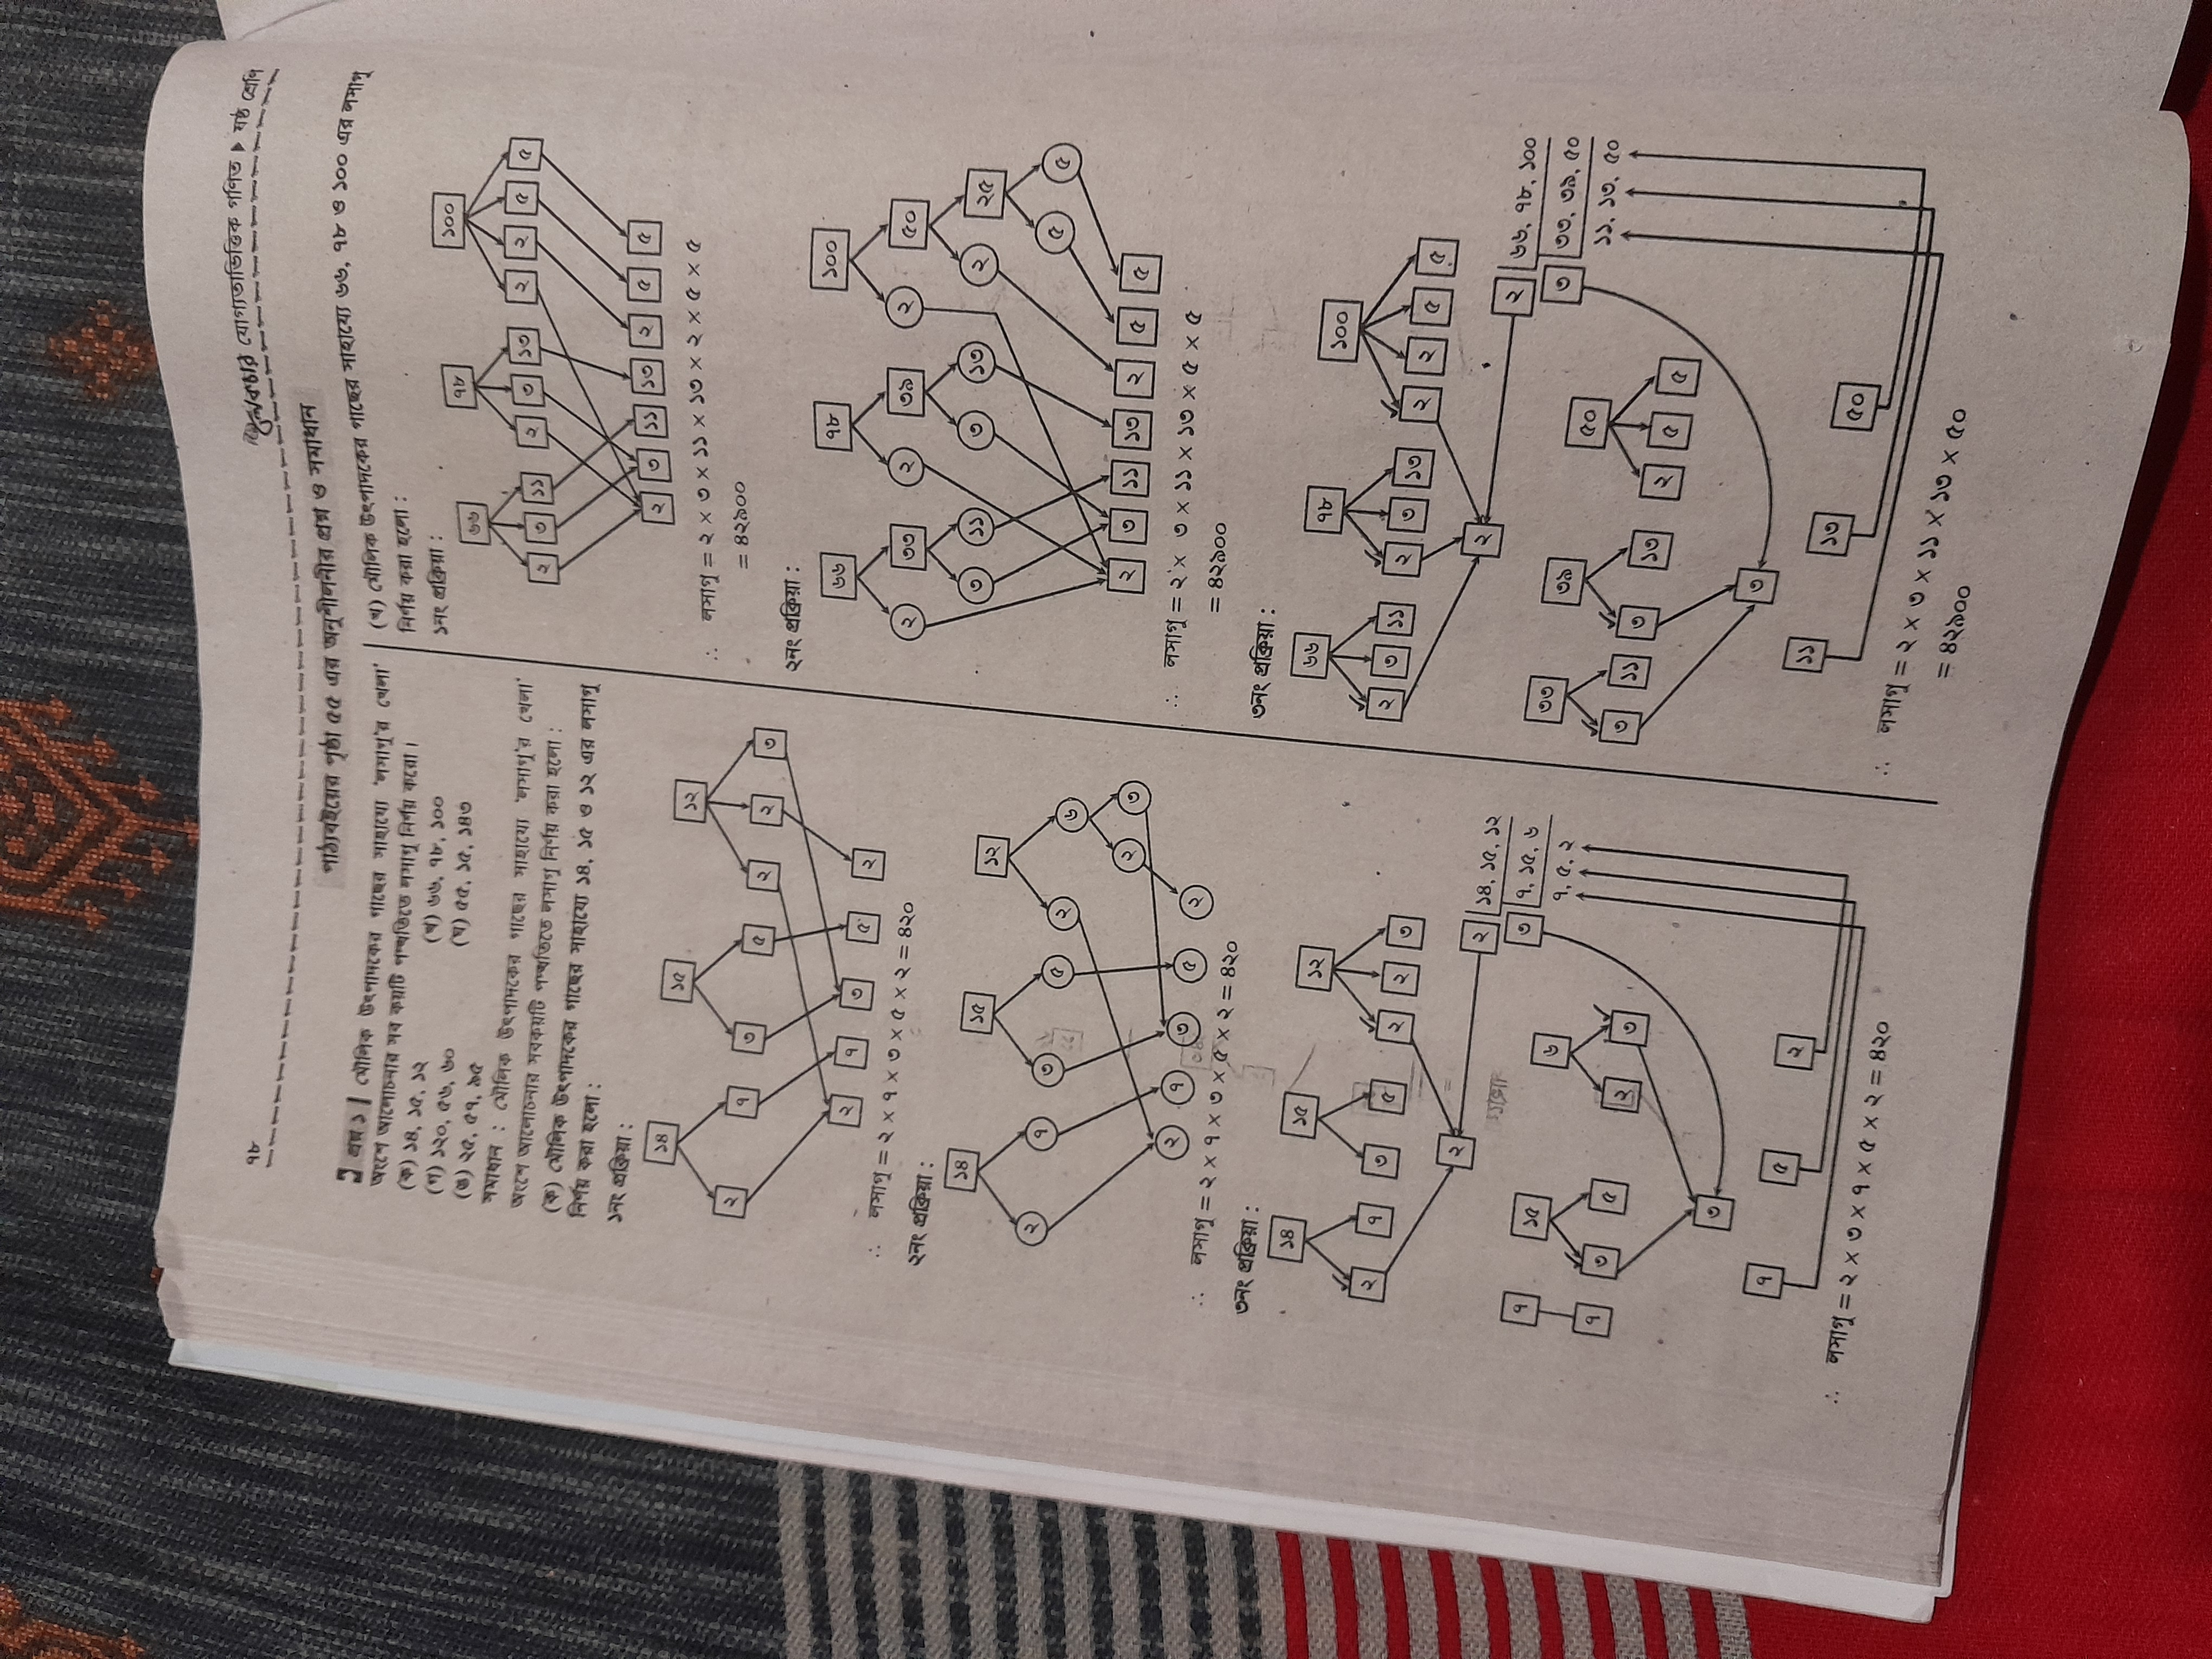 ৭৮
যোগ্যতাভিত্তিক গণিত ▶ ষষ্ঠ শ্রেণি
পাঠ্যবইয়ের পৃষ্ঠা ৫৫ এর অনুশীলনীর প্রশ্ন ও সমাধান
প্রশ্ন ১ | মৌলিক উৎপাদকের গাছের সাহায্যে ‘লসাগু’র খেলা’
অংশে আলোচনার সব কয়টি পদ্ধতিতে লসাগু নির্ণয় করো।
(ক) ১৪, ১৫, ১২
(খ) ৬৬, ৭৮, ১০০
(গ) ১২০, ৫৬, ৬০
(ঘ) ৫৫, ১৫, ১৪৩
(ঙ) ২৫, ৫৭, ৯৫
সমাধান : মৌলিক উৎপাদকের গাছের সাহায্যে ‘লসাগু’র খেলা’
অংশে আলোচনার সবকয়টি পদ্ধতিতে লসাগু নির্ণয় করা হলো :
(ক) মৌলিক উৎপাদকের গাছের সাহায্যে ১৪, ১৫ ও ১২ এর লসাগু
নির্ণয় করা হলো :
১নং প্রক্রিয়া :
১৪ ১৫ ১২
২ ৭ ৩ ৫ ২ ২ ৩
২ ৭ ৩ ৫ ২
∴ লসাগু = ২ × ৭ × ৩ × ৫ × ২ = ৪২০
২নং প্রক্রিয়া :
১৪ ১৫ ১২
২ ৭ ৩ ৫ ২ ৬
২ ৩
২ ৭ ৩ ৫ ২
∴ লসাগু = ২ × ৭ × ৩ × ৫ × ২ = ৪২০
৩নং প্রক্রিয়া :
১৪ ১৫ ১২
২ ৭ ৩ ৫ ২ ২ ৩
২
২ ১৪, ১৫, ১২
৩ ৭, ১৫, ৬
৭, ৫, ২
৭ ১৫ ৬
৭ ৩ ৫ ২ ৩
৩
৭ ৫ ২
∴ লসাগু = ২ × ৩ × ৭ × ৫ × ২ = ৪২০
(খ) মৌলিক উৎপাদকের গাছের সাহায্যে ৬৬, ৭৮ ও ১০০ এর লসাগু
নির্ণয় করা হলো :
১নং প্রক্রিয়া :
৬৬ ৭৮ ১০০
২ ৩ ১১ ২ ৩ ১৩ ২ ২ ৫ ৫
২ ৩ ১১ ১৩ ২ ৫ ৫
∴ লসাগু = ২ × ৩ × ১১ × ১৩ × ২ × ৫ × ৫
= ৪২৯০০
২নং প্রক্রিয়া :
৬৬ ৭৮ ১০০
২ ৩৩ ২ ৩৯ ২ ৫০
৩ ১১ ৩ ১৩ ২ ২৫
৫ ৫
২ ৩ ১১ ১৩ ২ ৫ ৫
∴ লসাগু = ২ × ৩ × ১১ × ১৩ × ৫ × ৫
= ৪২৯০০
৩নং প্রক্রিয়া :
৬৬ ৭৮ ১০০
২ ৩ ১১ ২ ৩ ১৩ ২ ২ ৫ ৫
২
২ ৬৬, ৭৮, ১০০
৩ ৩৩, ৩৯, ৫০
১১, ১৩, ৫০
৩৩ ৩৯ ৫০
৩ ১১ ৩ ১৩ ২ ৫ ৫
৩
১১ ১৩ ৫০
∴ লসাগু = ২ × ৩ × ১১ × ১৩ × ৫০
= ৪২৯০০